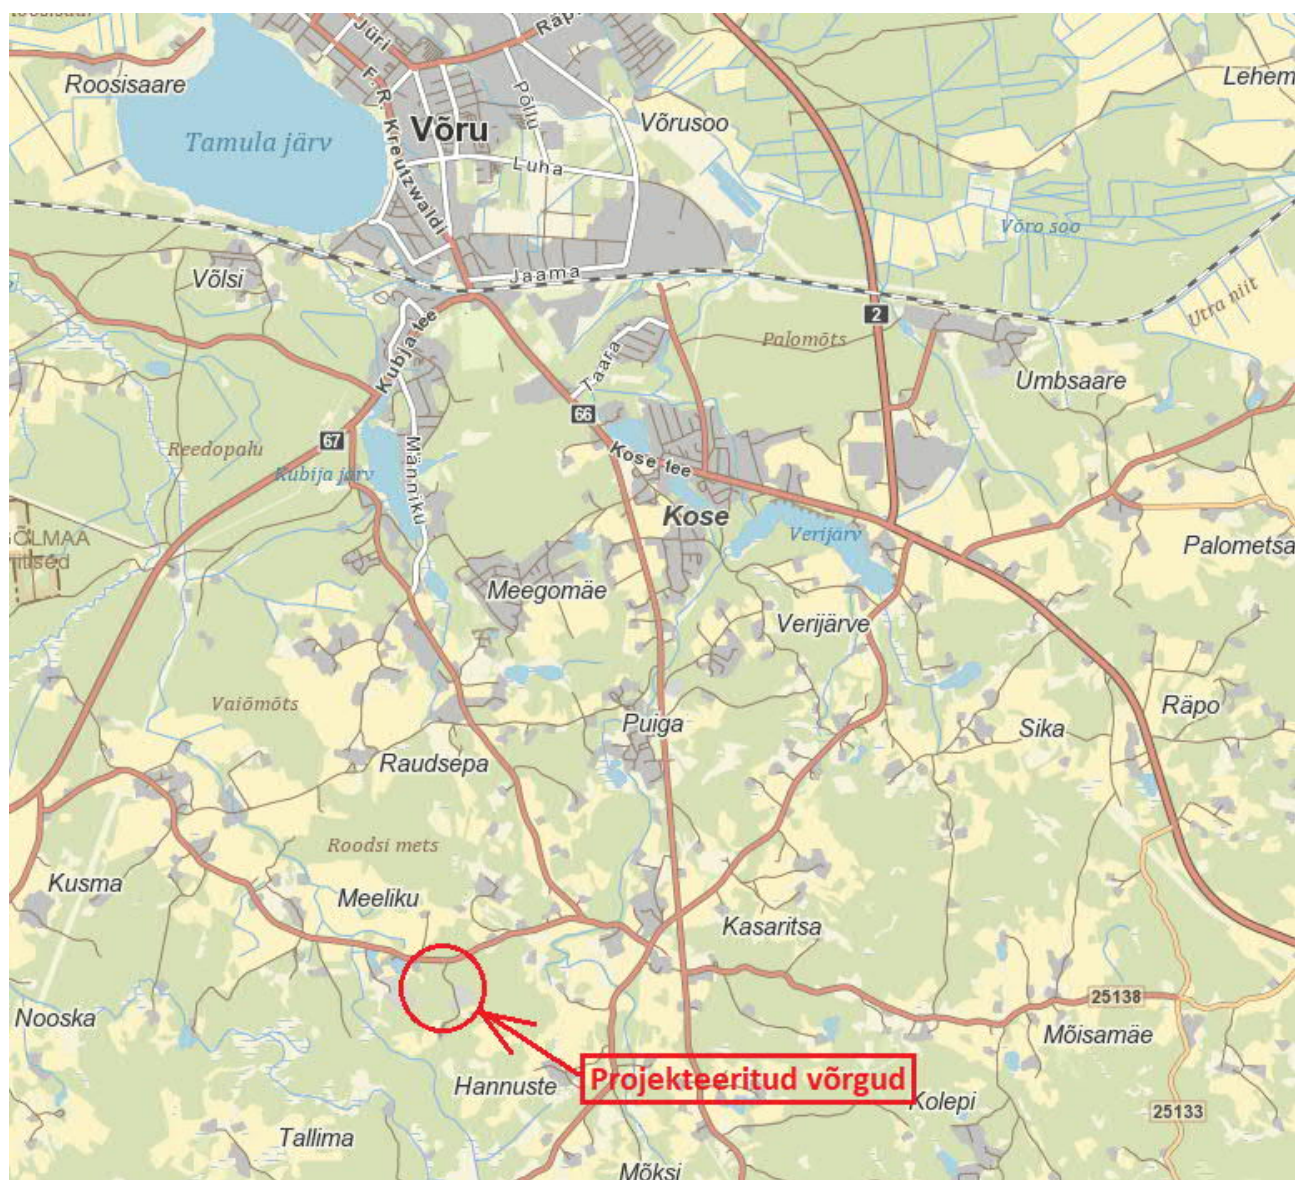 Räp
Jüri
Roosisaare
Lehem
F. R. Kreutzwaldi
Põllu
Võru
Võrusoo
Tamula järv
Luha
Võro soo
Võlsi
Jaama
Utra niit
2
Kubja tee
Palomõts
Taara
Umbsaare
66
67
Reedopalu
Männiku
Kose tee
Kubija järv
Kose
Verijärv
Palometsa
Meegomäe
Verijärve
Vaiõmõts
Räpo
Puiga
Sika
Raudsepa
Roodsi mets
Kusma
Meeliku
Kasaritsa
25138
Nooska
Mõisamäe
Projekteeritud võrgud
Hannuste
Kolepi
25133
Tallima
Mõksi